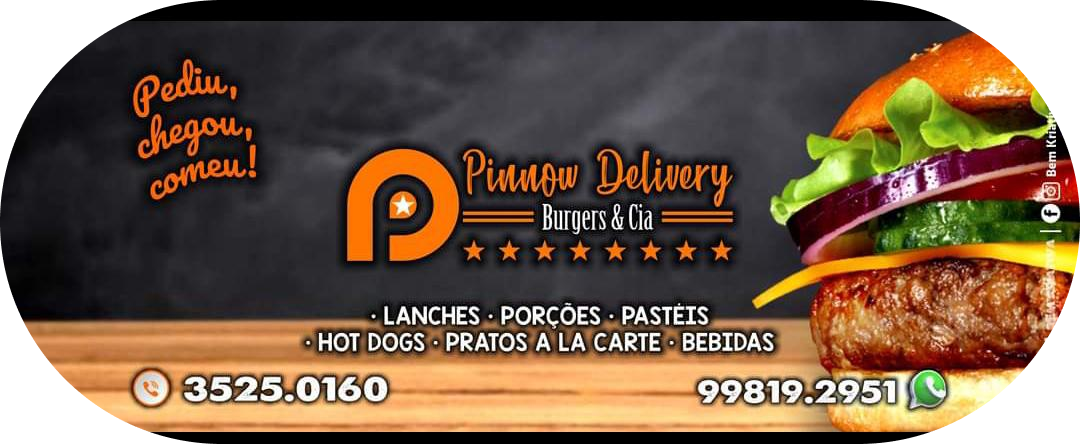 Pediu,
chegou,
comeu!
Pinnow Delivery
Burgers & Cia
· LANCHES · PORÇÕES · PASTÉIS
· HOT DOGS · PRATOS A LA CARTE · BEBIDAS
3525.0160
99819.2951